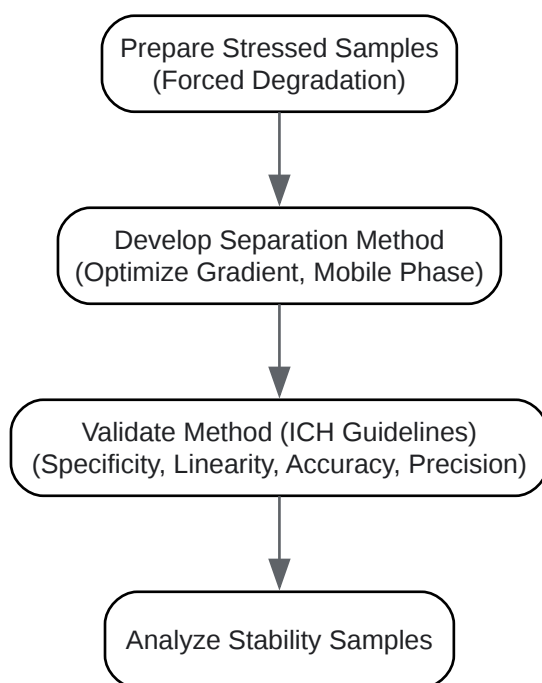 Prepare Stressed Samples
(Forced Degradation)
Develop Separation Method
(Optimize Gradient, Mobile Phase)
Validate Method (ICH Guidelines)
(Specificity, Linearity, Accuracy, Precision)
Analyze Stability Samples